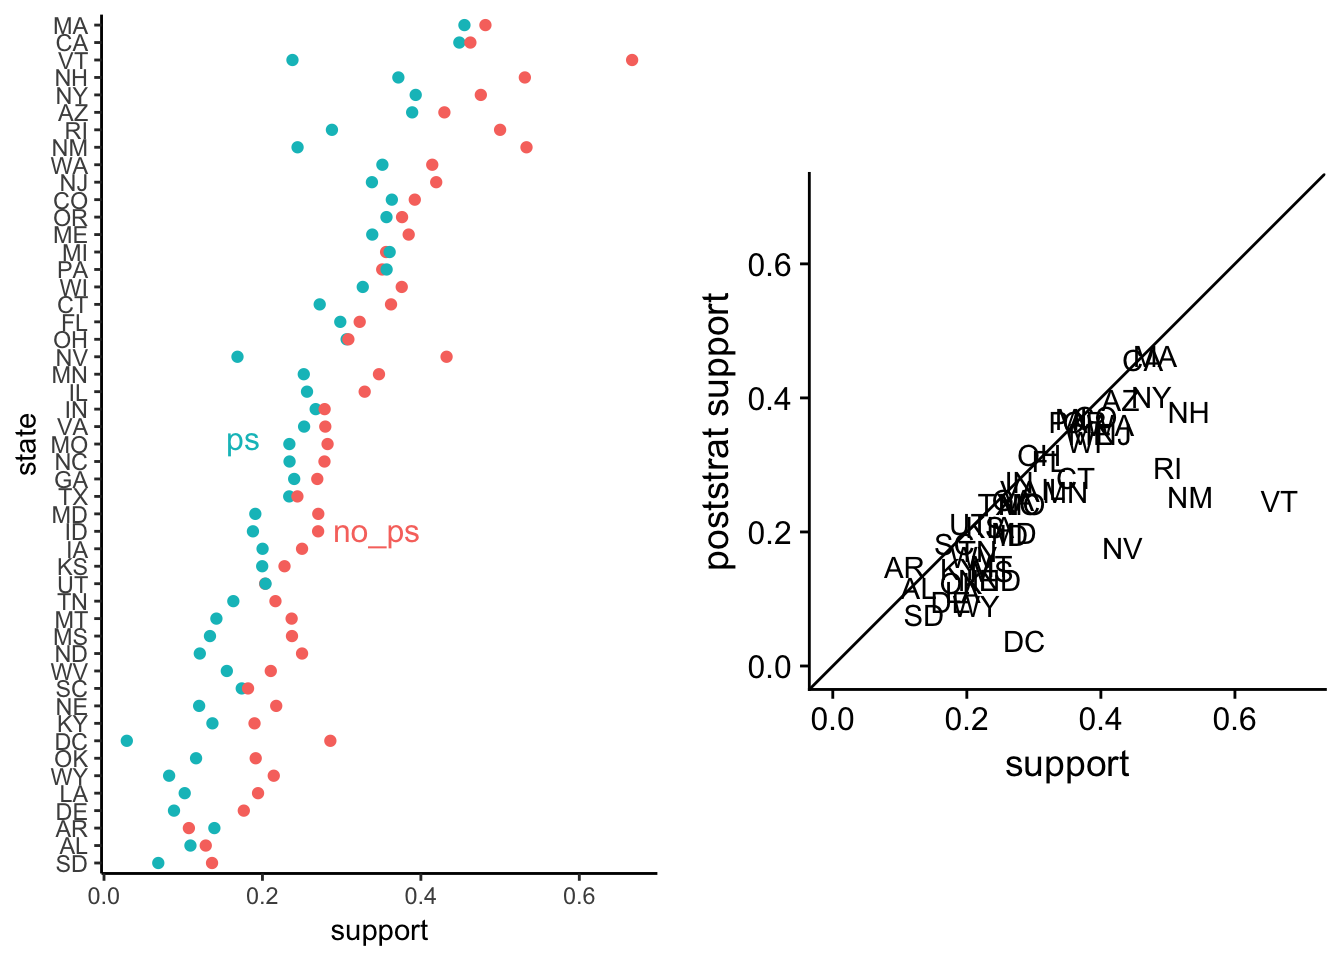 MA
CA
VT
NH
NY
AZ
RI
NM
WA
NJ
CO
OR
ME
MI
PA
WI
CT
FL
OH
NV
MN
IL
IN
VA
MO
NC
GA
TX
MD
ID
IA
KS
UT
TN
MT
MS
ND
WV
SC
NE
KY
DC
OK
WY
LA
DE
AR
AL
SD
state
ps
no_ps
0.0 0.2 0.4 0.6
support
poststrat support
0.6
0.4
0.2
0.0
MA
CA
AZ
NY
NH
NJ
WI
OH
FL
RI
CT
IN
MN
NM
VT
NV
UT
AR
AL
SD
WY
DC
0.0 0.2 0.4 0.6
support